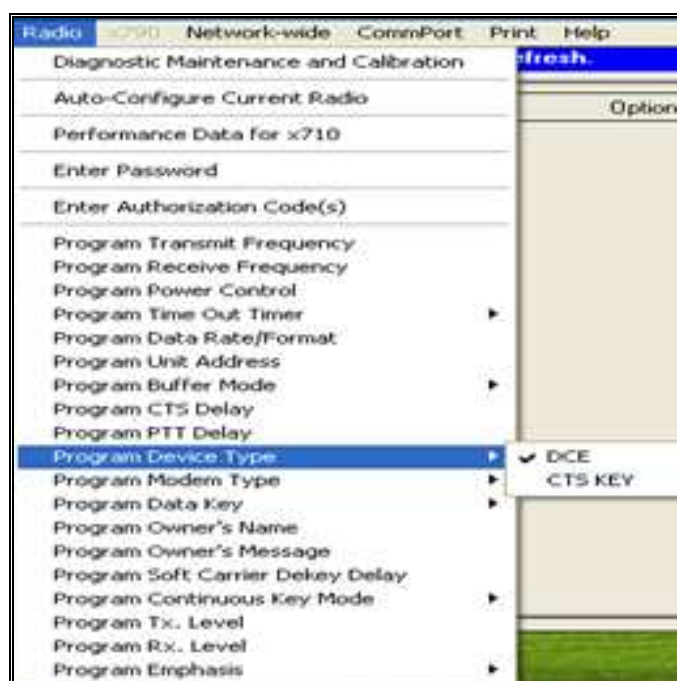 Radio x790 Network-wide CommPort Print Help
Diagnostic Maintenance and Calibration
efresh.
Auto-Configure Current Radio
Option
Performance Data for x710
Enter Password
Enter Authorization Code(s)
Program Transmit Frequency
Program Receive Frequency
Program Power Control
Program Time Out Timer
Program Data Rate/Format
Program Unit Address
Program Buffer Mode
Program CTS Delay
Program PTT Delay
Program Device Type
DCE
Program Modem Type
CTS KEY
Program Data Key
Program Owner's Name
Program Owner's Message
Program Soft Carrier Dekey Delay
Program Continuous Key Mode
Program Tx. Level
Program Rx. Level
Program Emphasis